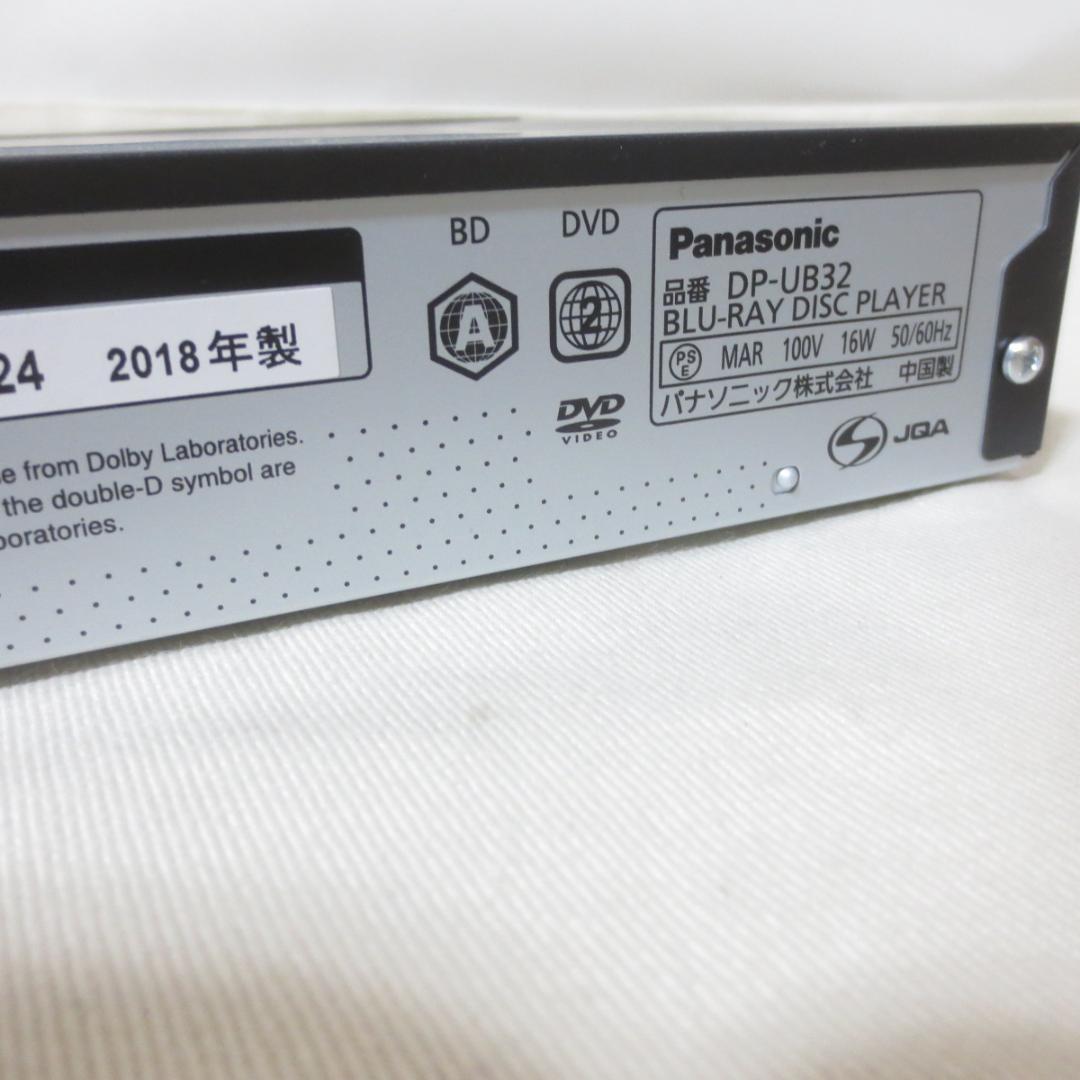 BD
DVD
A
2
DVD
VIDEO
Panasonic
品番 DP-UB32
BLU-RAY DISC PLAYER
PS
E
MAR 100V 16W 50/60Hz
パナソニック株式会社 中国製
S JQA
24 2018年製
from Dolby Laboratories.
the double-D symbol are